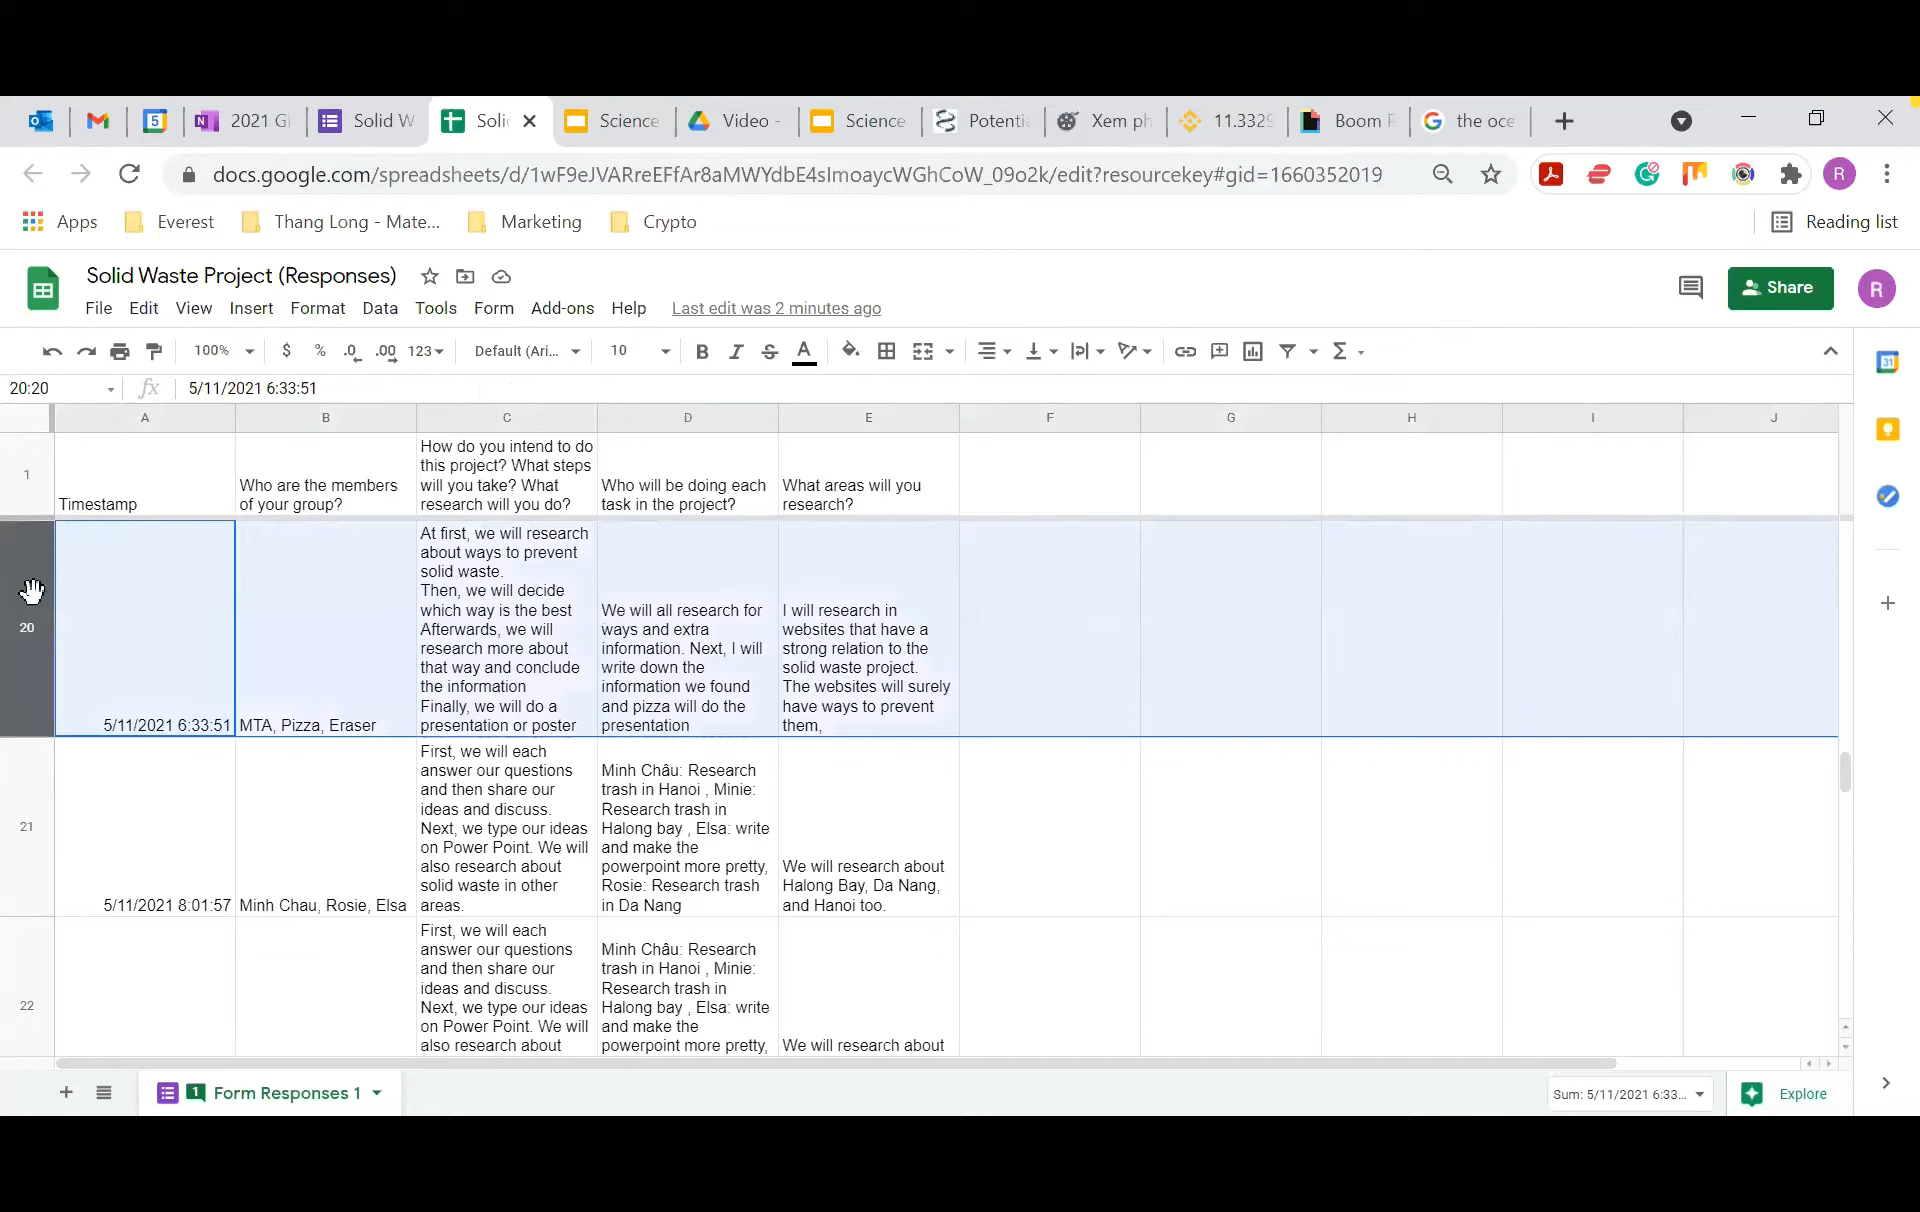 5
2021 Gi
Solid W
Soli
Science
Video -
Science
Potentia
Xem ph
11.3329
Boom F
the oce
docs.google.com/spreadsheets/d/1wF9eJVARreEFfAr8aMWYdbE4sImoaycWGhCoW_09o2k/edit?resourcekey#gid=1660352019
R
Apps
Everest
Thang Long - Mate...
Marketing
Crypto
Reading list
Solid Waste Project (Responses)
Share
R
File Edit View Insert Format Data Tools Form Add-ons Help Last edit was 2 minutes ago
100% $ % .0 .00 123 Default (Ari... 10 B I S A
31
20:20 fx 5/11/2021 6:33:51
A B C D E F G H I J
1
Timestamp
Who are the members
of your group?
How do you intend to do
this project? What steps
will you take? What
research will you do?
Who will be doing each
task in the project?
What areas will you
research?
20
5/11/2021 6:33:51
MTA, Pizza, Eraser
At first, we will research
about ways to prevent
solid waste.
Then, we will decide
which way is the best
Afterwards, we will
research more about
that way and conclude
the information
Finally, we will do a
presentation or poster
We will all research for
ways and extra
information. Next, I will
write down the
information we found
and pizza will do the
presentation
I will research in
websites that have a
strong relation to the
solid waste project.
The websites will surely
have ways to prevent
them,
21
5/11/2021 8:01:57
Minh Chau, Rosie, Elsa
First, we will each
answer our questions
and then share our
ideas and discuss.
Next, we type our ideas
on Power Point. We will
also research about
solid waste in other
areas.
Minh Châu: Research
trash in Hanoi , Minie:
Research trash in
Halong bay , Elsa: write
and make the
powerpoint more pretty,
Rosie: Research trash
in Da Nang
We will research about
Halong Bay, Da Nang,
and Hanoi too.
22
First, we will each
answer our questions
and then share our
ideas and discuss.
Next, we type our ideas
on Power Point. We will
also research about
Minh Châu: Research
trash in Hanoi , Minie:
Research trash in
Halong bay , Elsa: write
and make the
powerpoint more pretty,
We will research about
1 Form Responses 1
Sum: 5/11/2021 6:33...
Explore